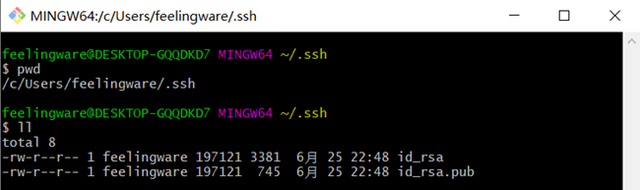 MINGW64:/c/Users/feelingware/.ssh
feelingware@DESKTOP-GQQDKD7 MINGW64 ~/.ssh
$ pwd
/c/Users/feelingware/.ssh
feelingware@DESKTOP-GQQDKD7 MINGW64 ~/.ssh
$ ll
total 8
-rw-r--r-- 1 feelingware 197121 3381  6月 25 22:48 id_rsa
-rw-r--r-- 1 feelingware 197121  745  6月 25 22:48 id_rsa.pub